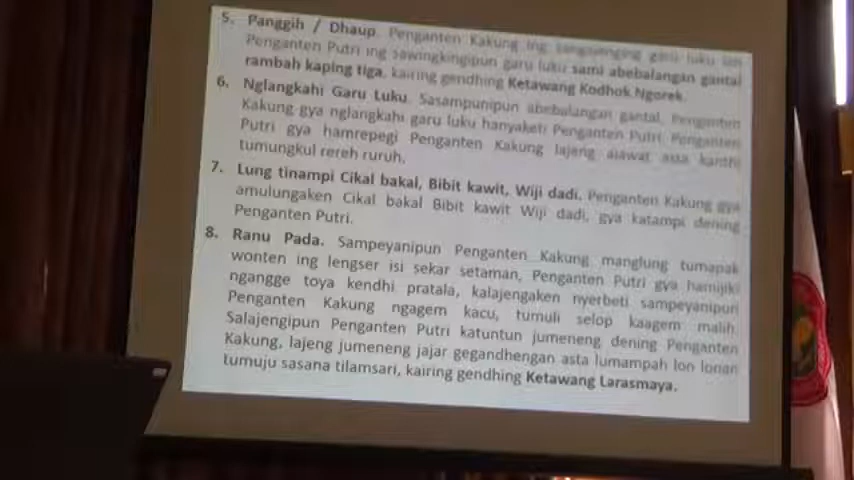 5. Panggih / Dhaup. Penganten Kakung ing garu luku
Penganten Putri ing sawingkingipun garu luku sami abebalangan gantal
rambah kaping tiga, kairing gendhing Ketawang Kodhok Ngorek.
6. Nglangkahi Garu Luku. Sasampunipun abebalangan gantal, Penganten
Kakung gya nglangkahi garu luku hanyaketi Penganten Putri. Penganten
Putri gya hamrepegi Penganten Kakung lajeng asta kanthi
tumungkul rereh ruruh.
7. Lung tinampi Cikal bakal, Bibit kawit, Wiji dadi. Penganten Kakung gya
amulungaken Cikal bakal Bibit kawit Wiji dadi, gya katampi dening
Penganten Putri.
8. Ranu Pada. Sampeyanipun Penganten Kakung manglung tumapak
wonten ing lengser isi sekar setaman, Penganten Putri gya hamijiki
ngangge toya kendhi pratala, kalajengaken nyerbeti sampeyanipun
Penganten Kakung ngagem kacu, tumuli selop kaagem malih.
Salajengipun Penganten Putri katuntun jumeneng dening Penganten
Kakung, lajeng jumeneng jajar gegandhengan asta lumampah lon lonan
tumuju sasana tilamsari, kairing gendhing Ketawang Larasmaya.